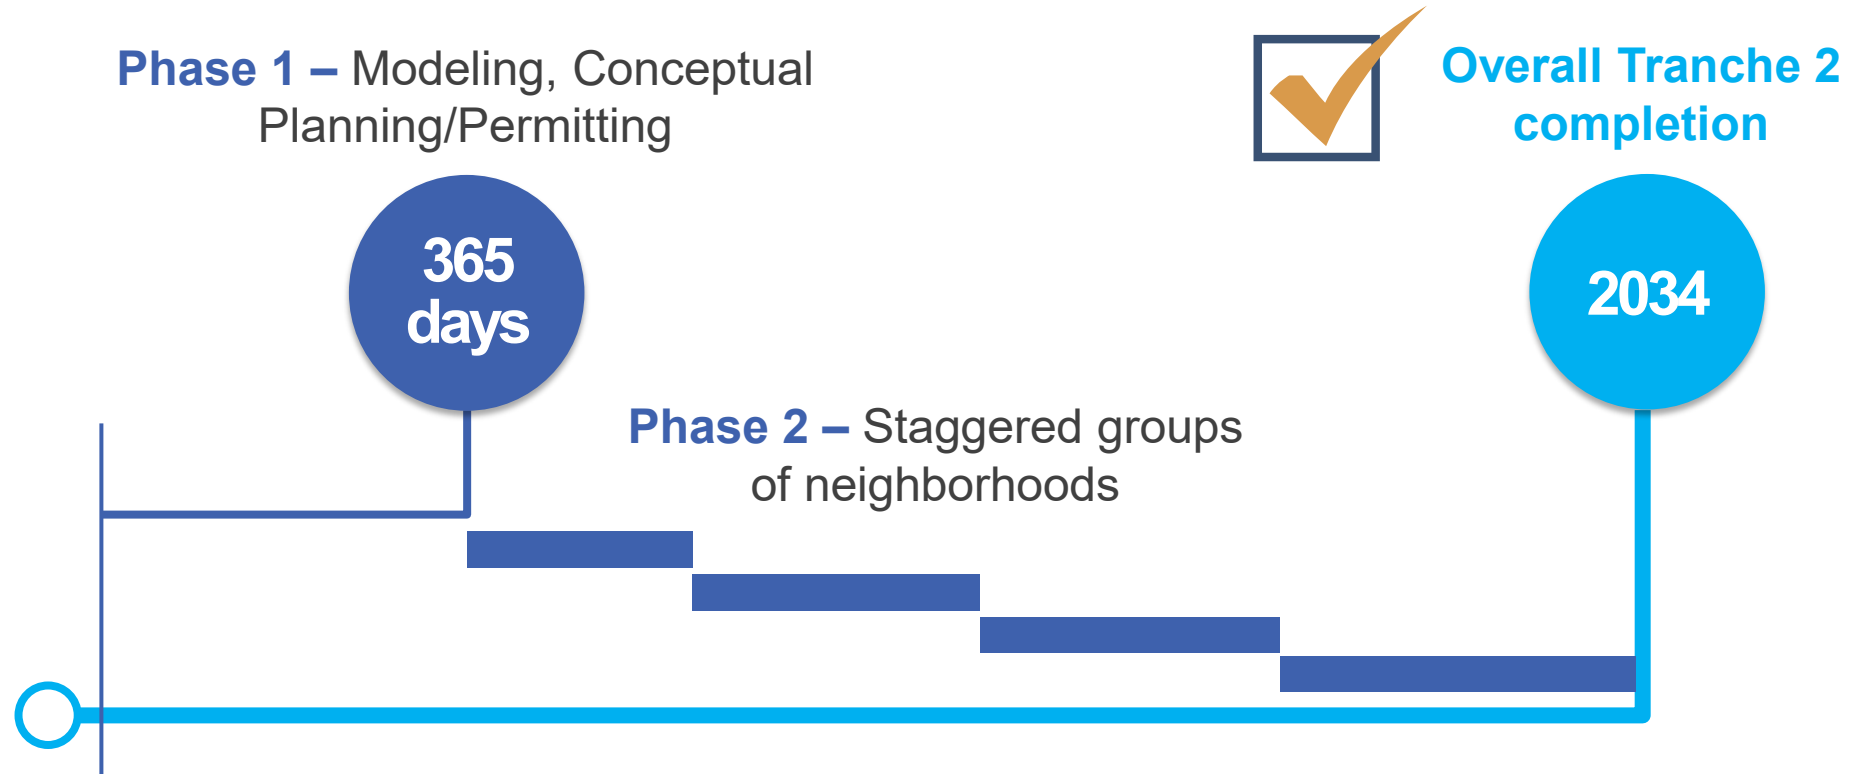 Phase 1 – Modeling, Conceptual
Planning/Permitting
Overall Tranche 2
completion
365
days
2034
Phase 2 – Staggered groups
of neighborhoods